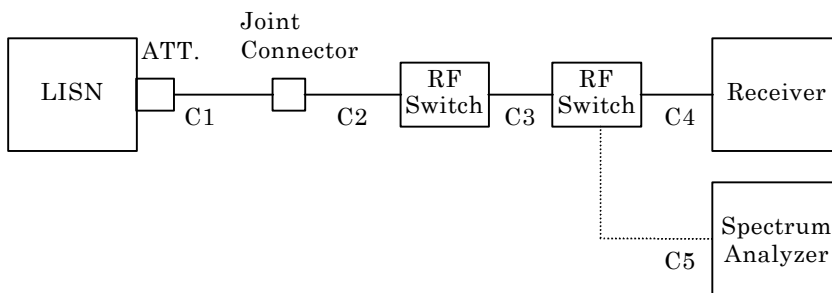 Joint
Connector
ATT.
LISN
RF
Switch
RF
Switch
Receiver
C1
C2
C3
C4
Spectrum
Analyzer
C5